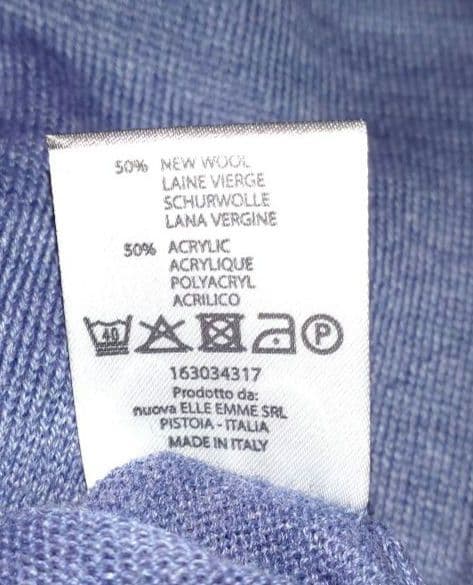 50% NEW WOOL
LAINE VIERGE
SCHURWOLLE
LANA VERGINE
50% ACRYLIC
ACRYLIQUE
POLYACRYL
ACRILICO
40 P
163034317
Prodotto da:
nuova ELLE EMME SRL
PISTOIA - ITALIA
MADE IN ITALY